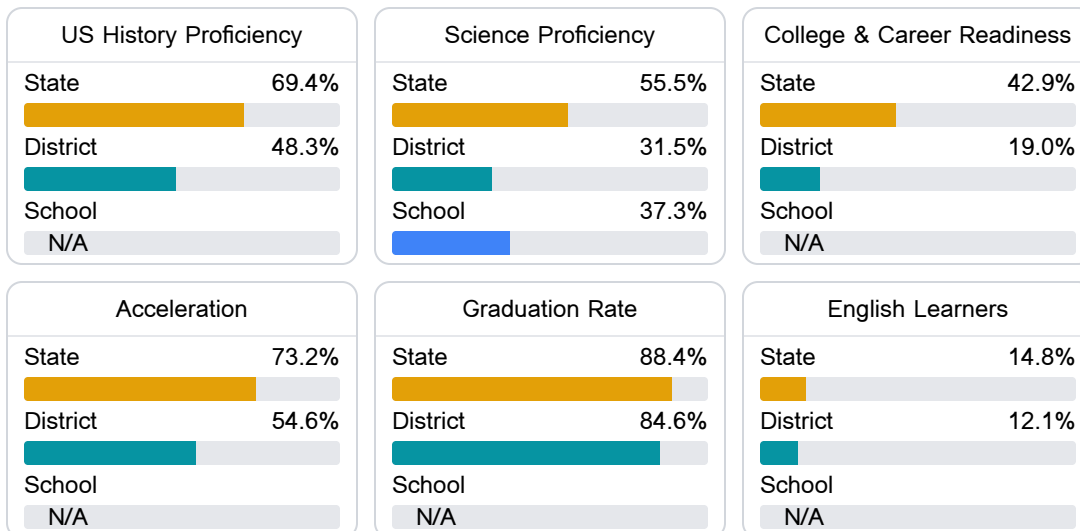 US History Proficiency
State 69.4%
District 48.3%
School
N/A
Science Proficiency
State 55.5%
District 31.5%
School 37.3%
College & Career Readiness
State 42.9%
District 19.0%
School
N/A
Acceleration
State 73.2%
District 54.6%
School
N/A
Graduation Rate
State 88.4%
District 84.6%
School
N/A
English Learners
State 14.8%
District 12.1%
School
N/A